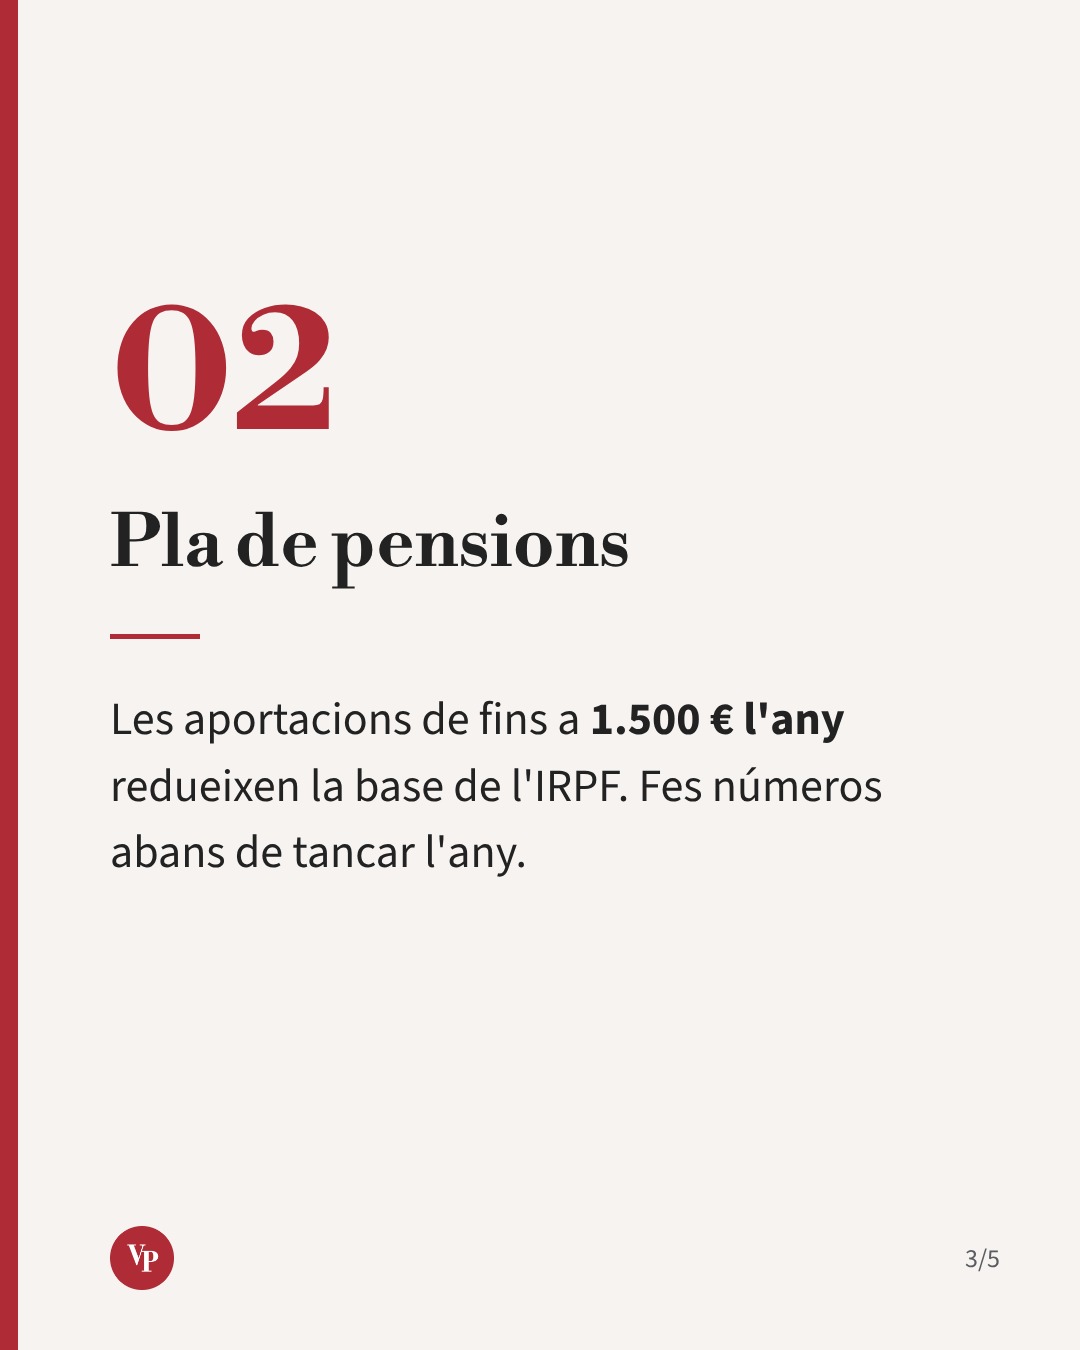 02
Pla de pensions
Les aportacions de fins a 1.500 € l'any
redueixen la base de l'IRPF. Fes números
abans de tancar l'any.
VP
3/5